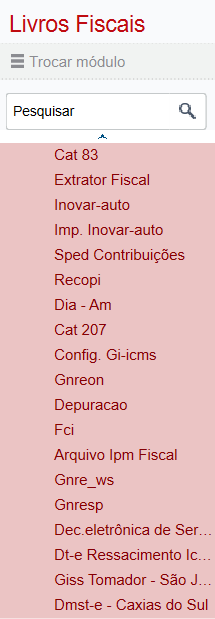 Livros Fiscais
Trocar módulo
Pesquisar
Cat 83
Extrator Fiscal
Inovar-auto
Imp. Inovar-auto
Sped Contribuições
Recopi
Dia - Am
Cat 207
Config. Gi-icms
Gnreon
Depuracao
Fci
Arquivo Ipm Fiscal
Gnre_ws
Gnresp
Dec.eletrônica de Ser...
Dt-e Ressacimento Ic...
Giss Tomador - São J...
Dmst-e - Caxias do Sul